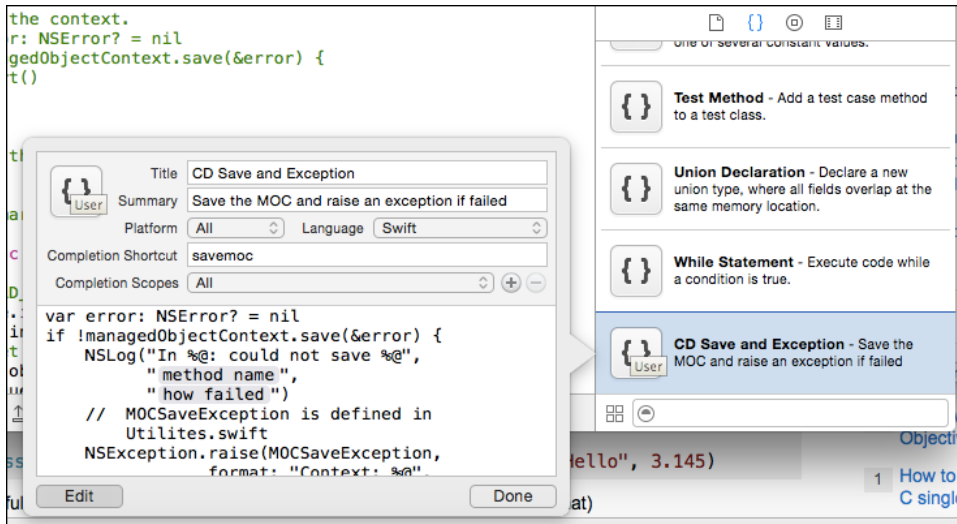 the context.
r: NSError? = nil
gedObjectContext.save(&error) {
t()
one of several constant values.
Test Method - Add a test case method
to a test class.
Union Declaration - Declare a new
union type, where all fields overlap at the
same memory location.
While Statement - Execute code while
a condition is true.
CD Save and Exception - Save the
MOC and raise an exception if failed
User
Title CD Save and Exception
User
Summary Save the MOC and raise an exception if failed
Platform All Language Swift
Completion Shortcut savemoc
Completion Scopes All
var error: NSError? = nil
if !managedObjectContext.save(&error) {
NSLog("In %@: could not save %@",
"method name",
"how failed")
// MOCSaveException is defined in
Utilites.swift
NSException.raise(MOCSaveException,
format: "Context: %@",
Edit Done
Hello", 3.145)
at)
Objecti
1 How to
C singl